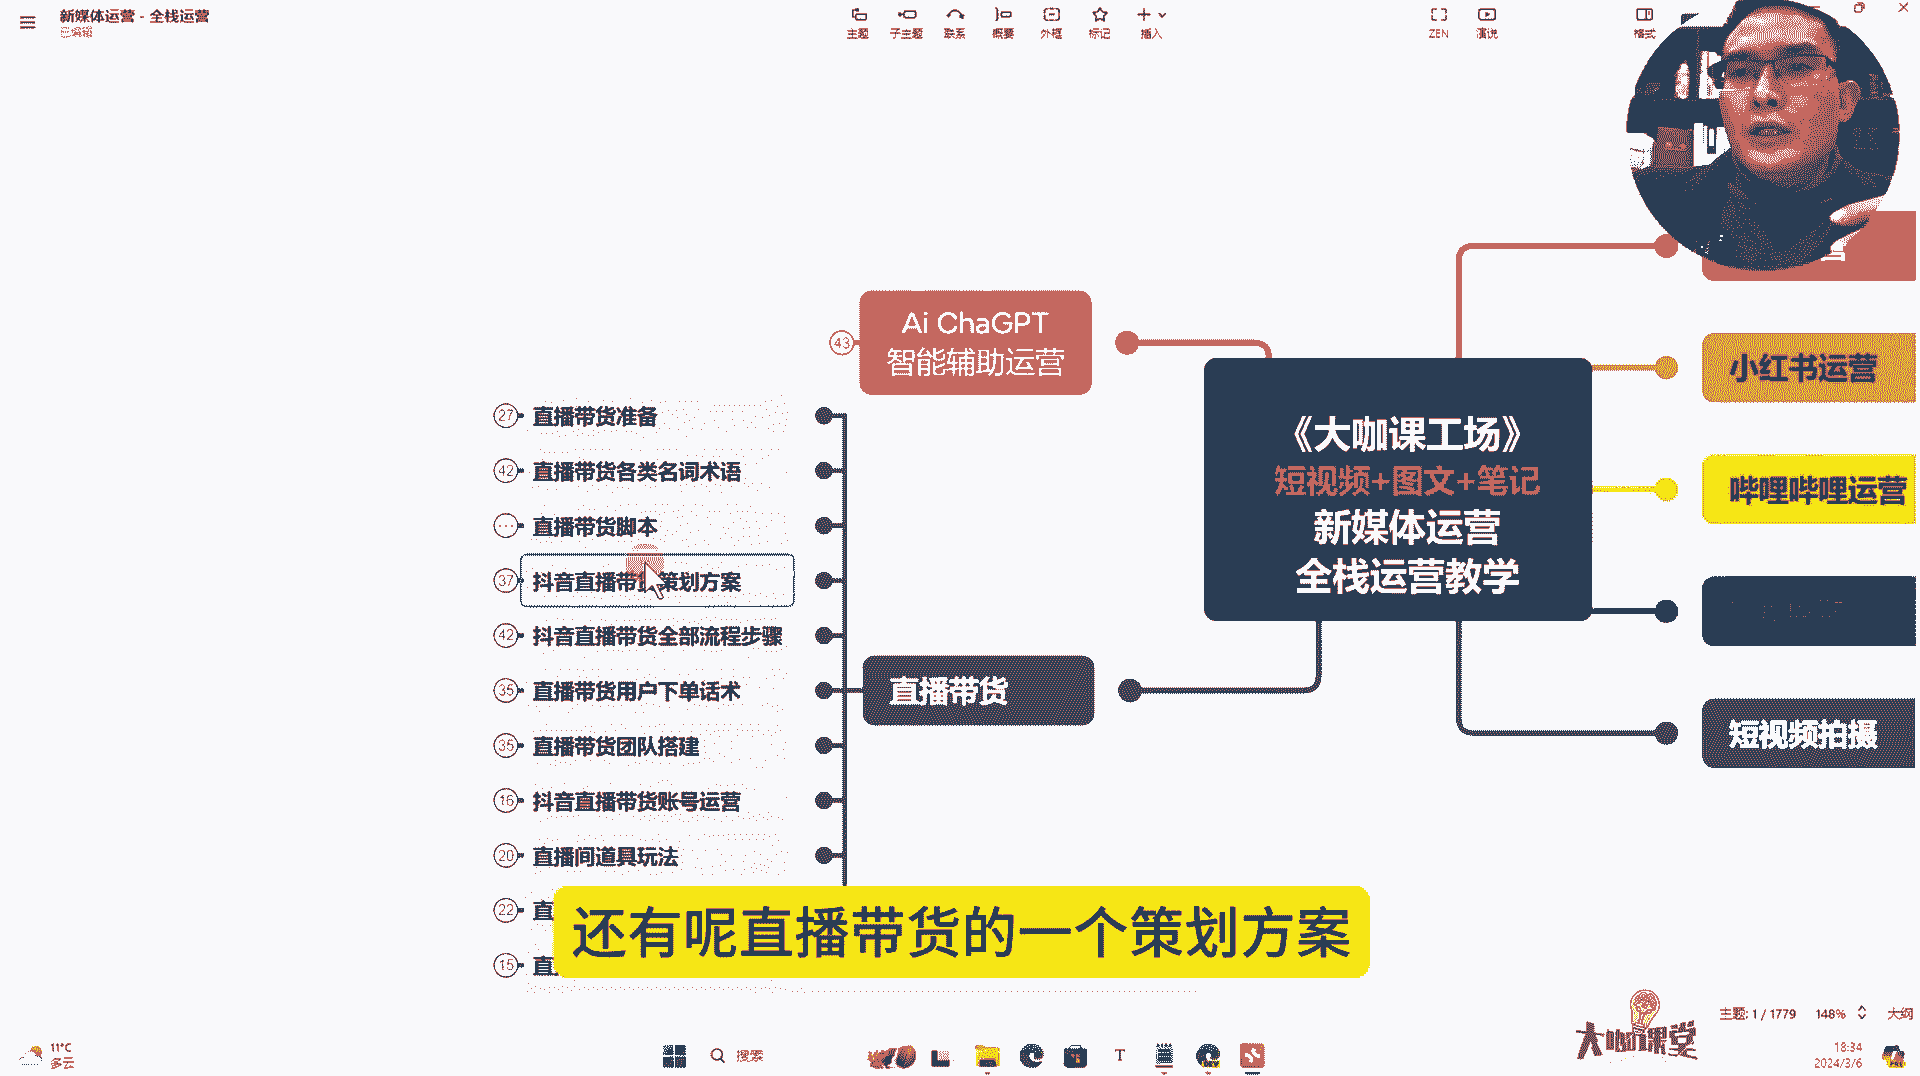 新媒体运营 - 全栈运营
已编辑
主题
子主题
联系
概要
外框
标记
插入
ZEN
演说
格式
Ai ChaGPT
智能辅助运营
43
27
直播带货准备
42
直播带货各类名词术语
直播带货脚本
37
抖音直播带
策划方案
42
抖音直播带货全部流程步骤
35
直播带货用户下单话术
35
直播带货团队搭建
16
抖音直播带货账号运营
20
直播间道具玩法
22
直
15
直播带货
《大咖课工场》
短视频+图文+笔记
新媒体运营
全栈运营教学
小红书运营
哔哩哔哩运营
短视频拍摄
还有呢直播带货的一个策划方案
大咖课堂
主题: 1 / 1779
148%
大纲
11°C
多云
搜索
18:34
2024/3/6